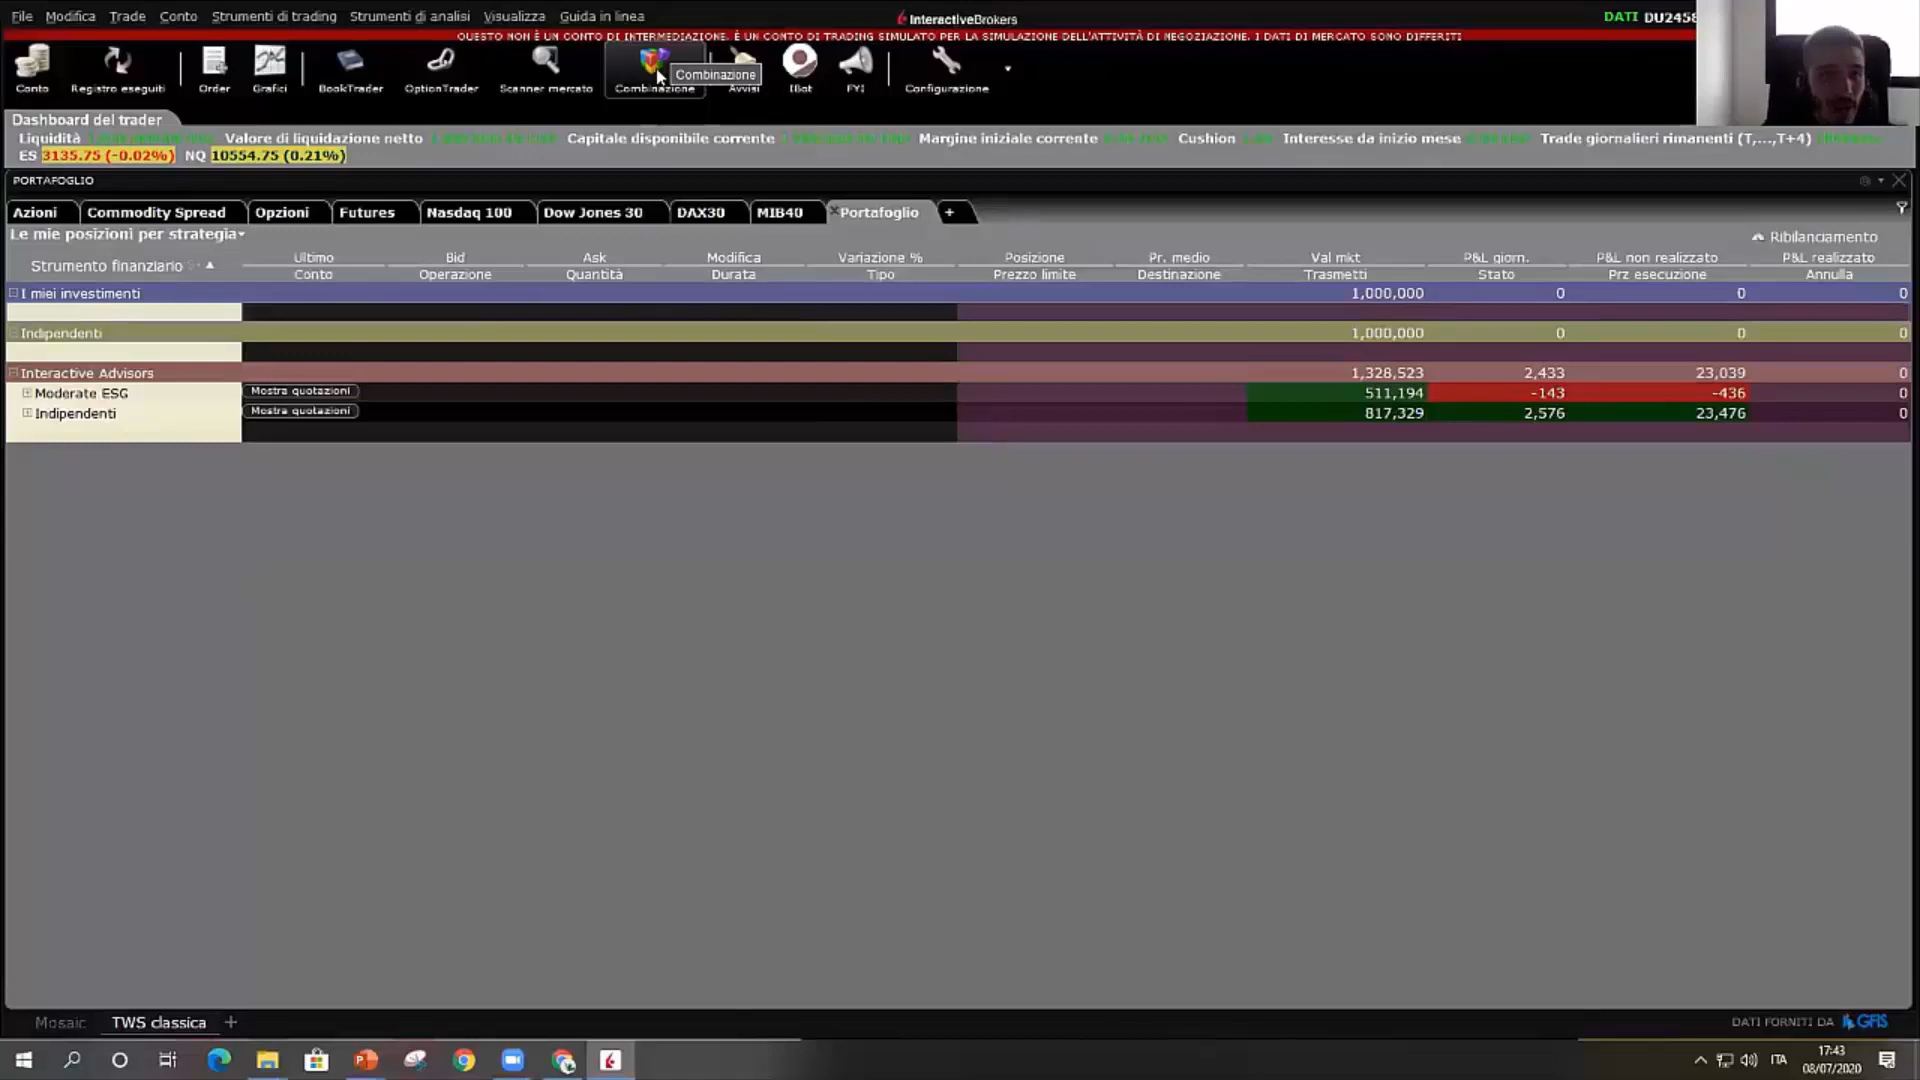 File Modifica Trade Conto Strumenti di trading Strumenti di analisi Visualizza Guida in linea InteractiveBrokers DATI DU2458
QUESTO NON È UN CONTO DI INTERMEDIAZIONE. È UN CONTO DI TRADING SIMULATO PER LA SIMULAZIONE DELL'ATTIVITÀ DI NEGOZIAZIONE. I DATI DI MERCATO SONO DIFFERITI
Conto Registro eseguiti Order Grafici BookTrader OptionTrader Scanner mercato Combinazione Avvisi IBot FYI Configurazione
Combinazione
Dashboard del trader
Liquidità Valore di liquidazione netto Capitale disponibile corrente Margine iniziale corrente Cushion Interesse da inizio mese Trade giornalieri rimanenti (T,...,T+4)
ES 3135.75 (-0.02%) NQ 10554.75 (0.21%)
PORTAFOGLIO
Azioni Commodity Spread Opzioni Futures Nasdaq 100 Dow Jones 30 DAX30 MIB40 Portafoglio +
Le mie posizioni per strategia
Ribilanciamento
Strumento finanziario
Ultimo Bid Ask Modifica Variazione % Posizione Pr. medio Val mkt P&L giorn. P&L non realizzato P&L realizzato
Conto Operazione Quantità Durata Tipo Prezzo limite Destinazione Trasmetti Stato Prz esecuzione Annulla
I miei investimenti 1,000,000 0 0 0
Indipendenti 1,000,000 0 0 0
Interactive Advisors 1,328,523 2,433 23,039 0
Moderate ESG Mostra quotazioni 511,194 -143 -436 0
Indipendenti Mostra quotazioni 817,329 2,576 23,476 0
Mosaic TWS classica +
DATI FORNITI DA GFIS
ITA
17:43
08/07/2020